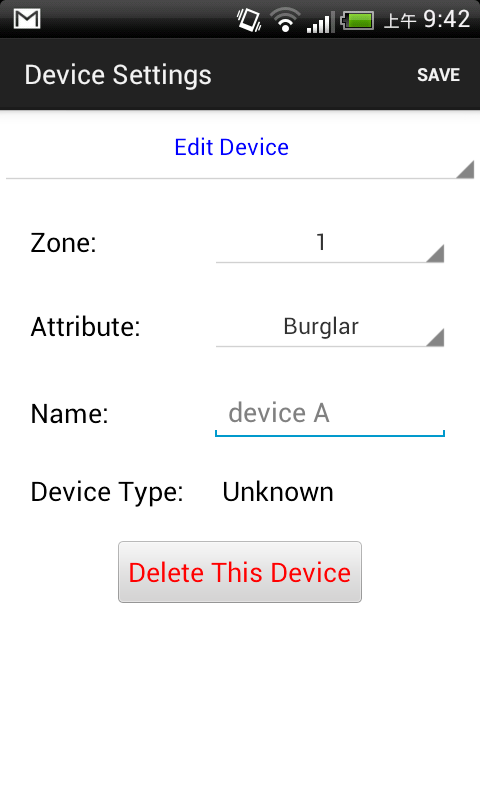 上午 9:42
Device Settings SAVE
Edit Device
Zone: 1
Attribute: Burglar
Name: device A
Device Type: Unknown
Delete This Device